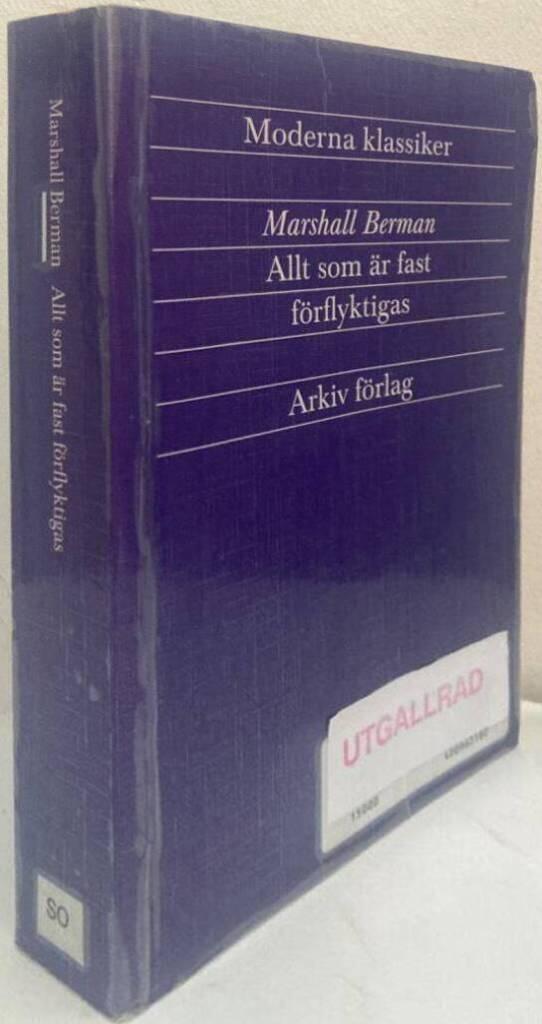 Marshall Berman Allt som är fast förflyktigas
SO
Moderna klassiker
Marshall Berman
Allt som är fast
förflyktigas
Arkiv förlag
UTGALLRAD